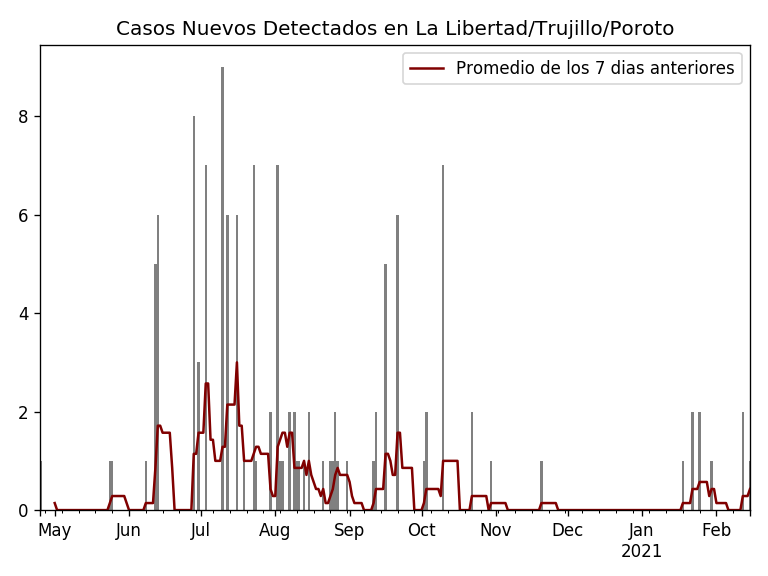 Casos Nuevos Detectados en La Libertad/Trujillo/Poroto
Promedio de los 7 dias anteriores
8
6
4
2
0
May Jun Jul Aug Sep Oct Nov Dec Jan Feb
2021